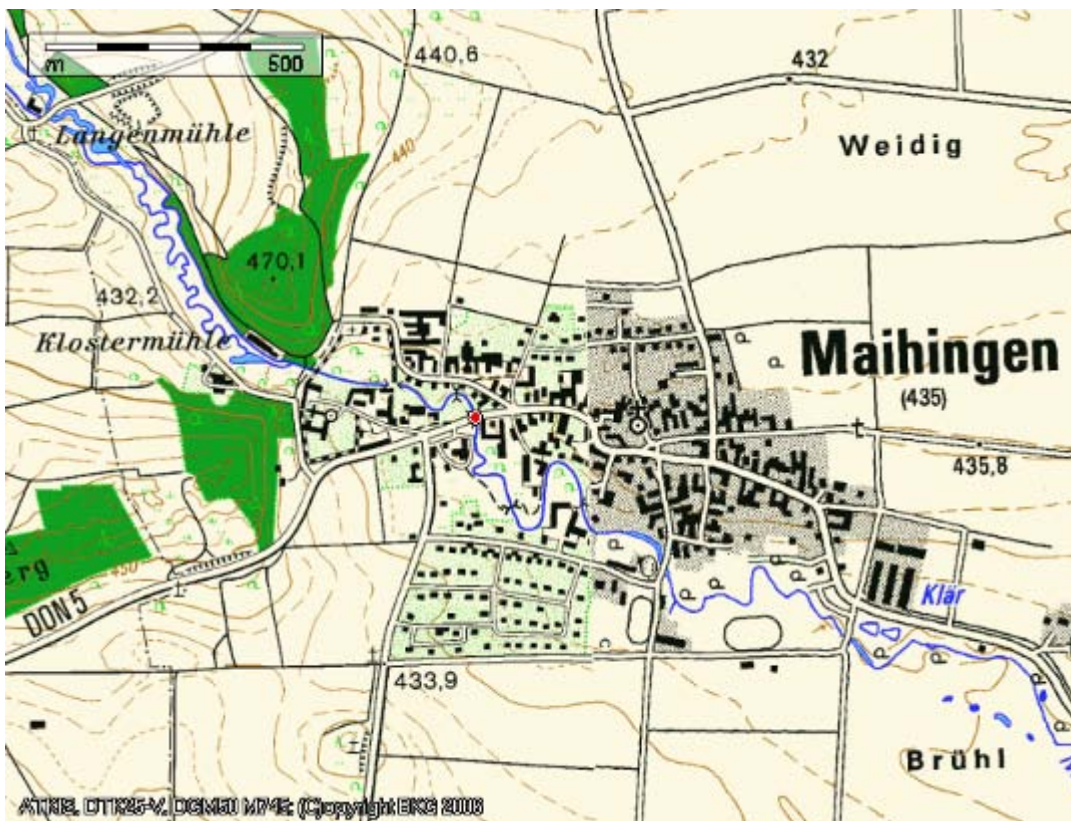 m 500
440,6
432
Langenmühle
Weidig
440
470,1
432,2
Klostermühle
Maihingen
(435)
435,8
450
erg
DON 5
Klär
433,9
Brühl
ATKIS, DTK25-V, DGM50 M745; (C)opyright BKG 2006